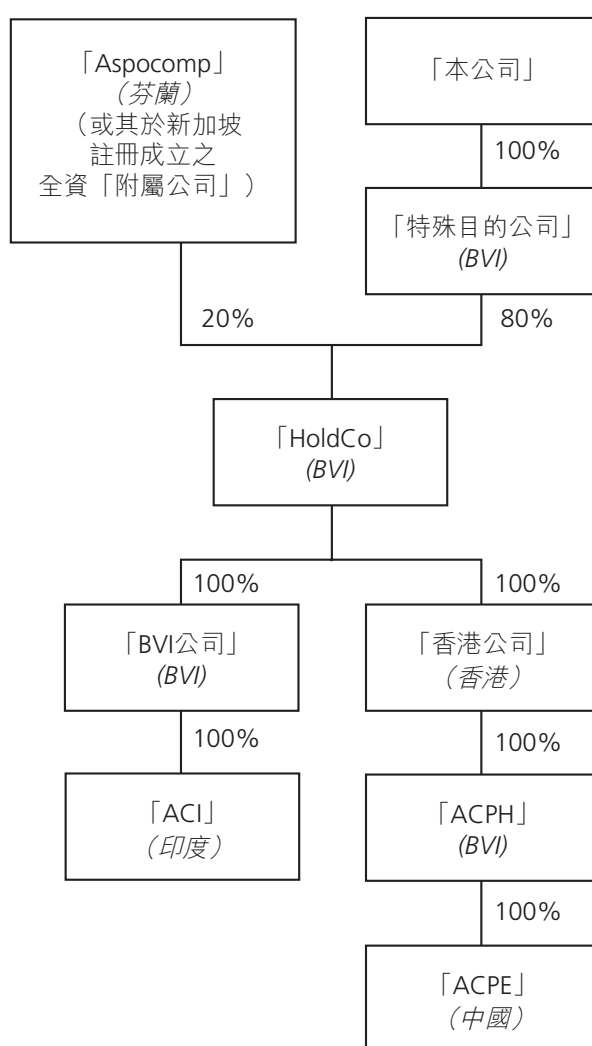 「Aspocomp」
（芬蘭）
（或其於新加坡
註冊成立之
全資「附屬公司」）
「本公司」
100%
「特殊目的公司」
(BVI)
20%
80%
「HoldCo」
(BVI)
100%
100%
「BVI公司」
(BVI)
「香港公司」
（香港）
100%
100%
「ACI」
（印度）
「ACPH」
(BVI)
100%
「ACPE」
（中國）